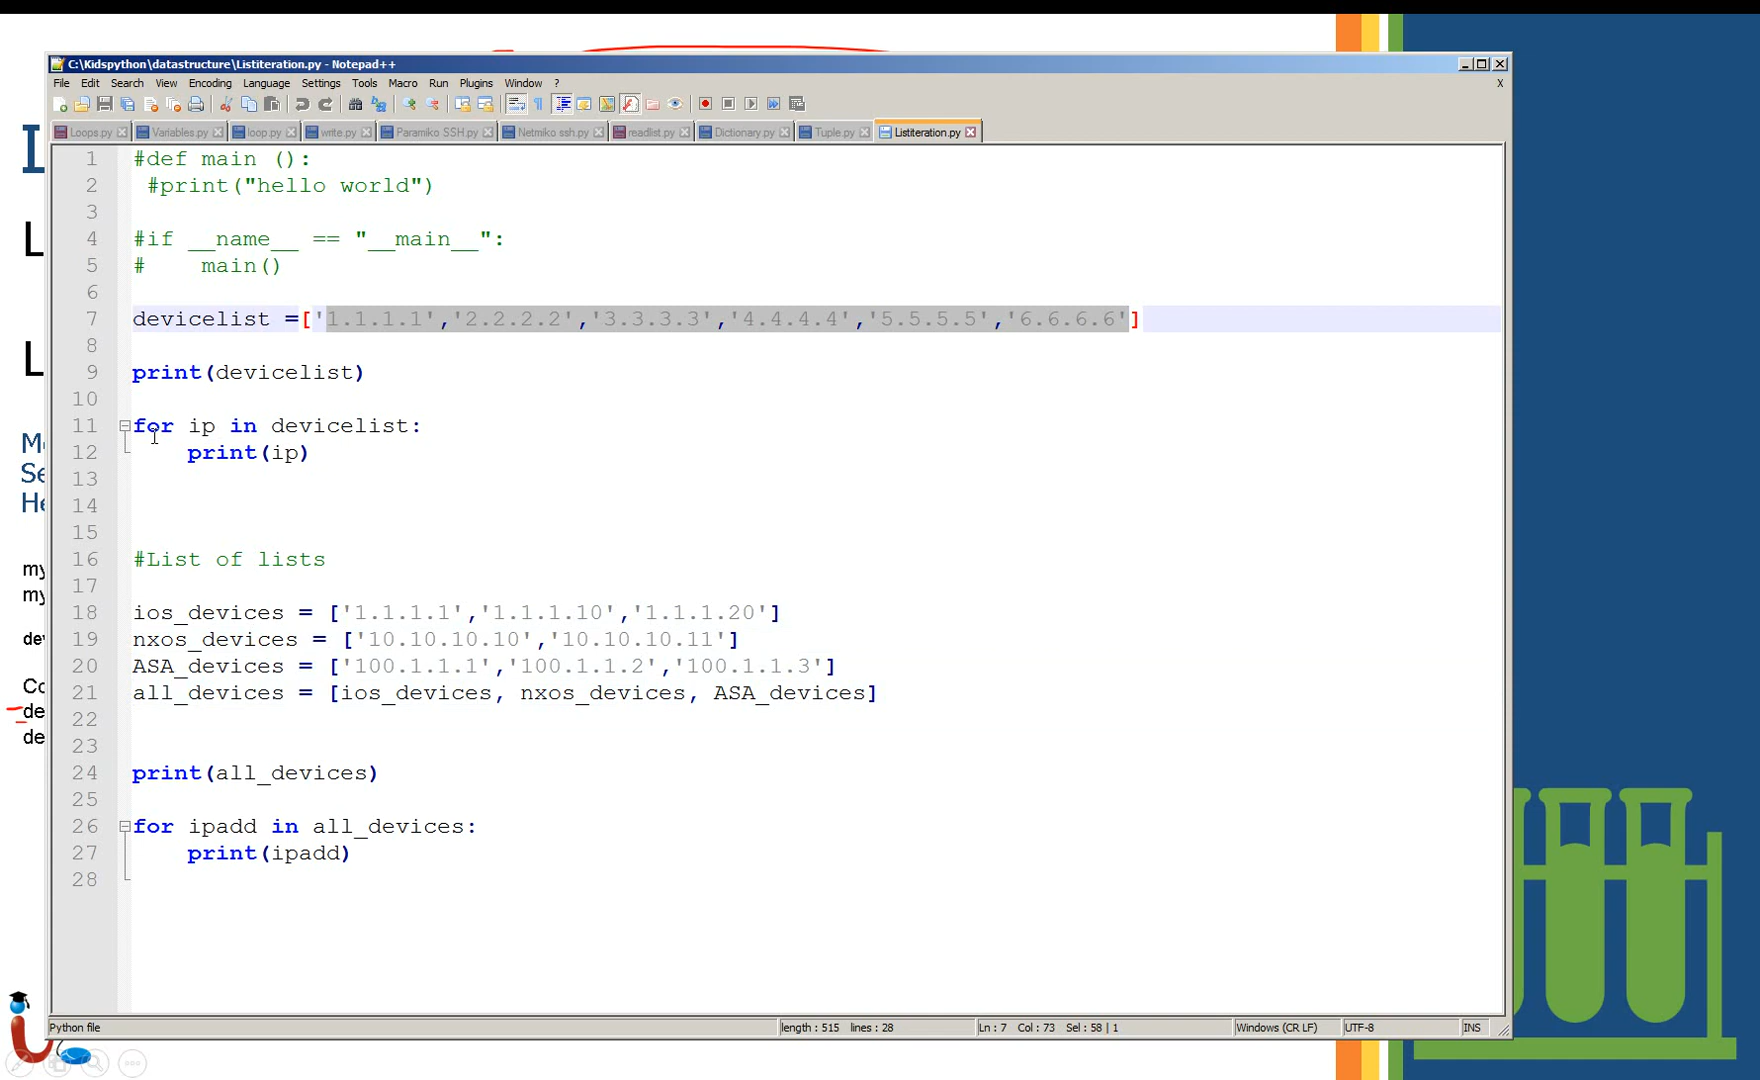 C:\Kidspython\datastructure\Listiteration.py - Notepad++
File Edit Search View Encoding Language Settings Tools Macro Run Plugins Window ?
X
Loops.py Variables.py loop.py write.py Paramiko SSH.py Netmiko ssh.py readlist.py Dictionary.py Tuple.py Listiteration.py
1 #def main ():
2 #print("hello world")
3
4 #if __name__ == "__main__":
5 # main()
6
7 devicelist =['1.1.1.1','2.2.2.2','3.3.3.3','4.4.4.4','5.5.5.5','6.6.6.6']
8
9 print(devicelist)
10
11 for ip in devicelist:
12 print(ip)
13
14
15
16 #List of lists
17
18 ios_devices = ['1.1.1.1','1.1.1.10','1.1.1.20']
19 nxos_devices = ['10.10.10.10','10.10.10.11']
20 ASA_devices = ['100.1.1.1','100.1.1.2','100.1.1.3']
21 all_devices = [ios_devices, nxos_devices, ASA_devices]
22
23
24 print(all_devices)
25
26 for ipadd in all_devices:
27 print(ipadd)
28
L
L
Se
He
my
my
de
Co
de
de
Python file length : 515 lines : 28 Ln : 7 Col : 73 Sel : 58 | 1 Windows (CR LF) UTF-8 INS